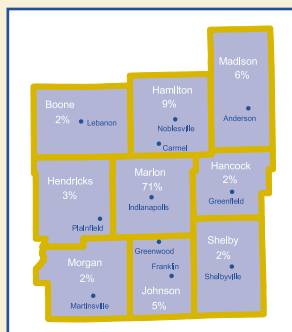 Madison
6%
Anderson
Hamilton
9%
Noblesville
Carmel
Boone
2%
Lebanon
Hendricks
3%
Plainfield
Marion
71%
Indianapolis
Hancock
2%
Greenfield
Morgan
2%
Martinsville
Greenwood
Franklin
Johnson
5%
Shelby
2%
Shelbyville